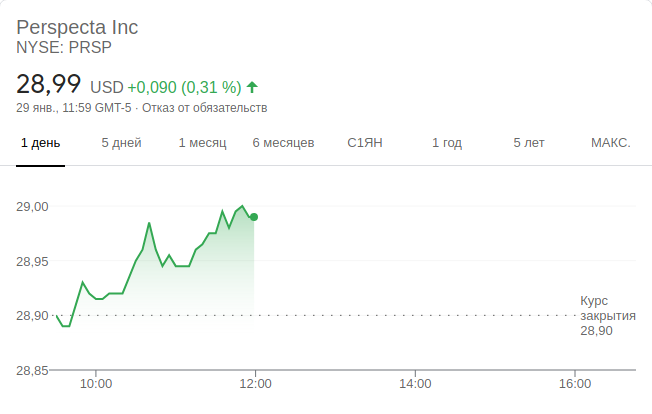 Perspecta Inc
NYSE: PRSP
28,99 USD +0,090 (0,31 %)
29 янв., 11:59 GMT-5 · Отказ от обязательств
1 день 5 дней 1 месяц 6 месяцев С1ЯН 1 год 5 лет МАКС.
29,00
28,95
28,90
28,85
Курс
закрытия
28,90
10:00 12:00 14:00 16:00